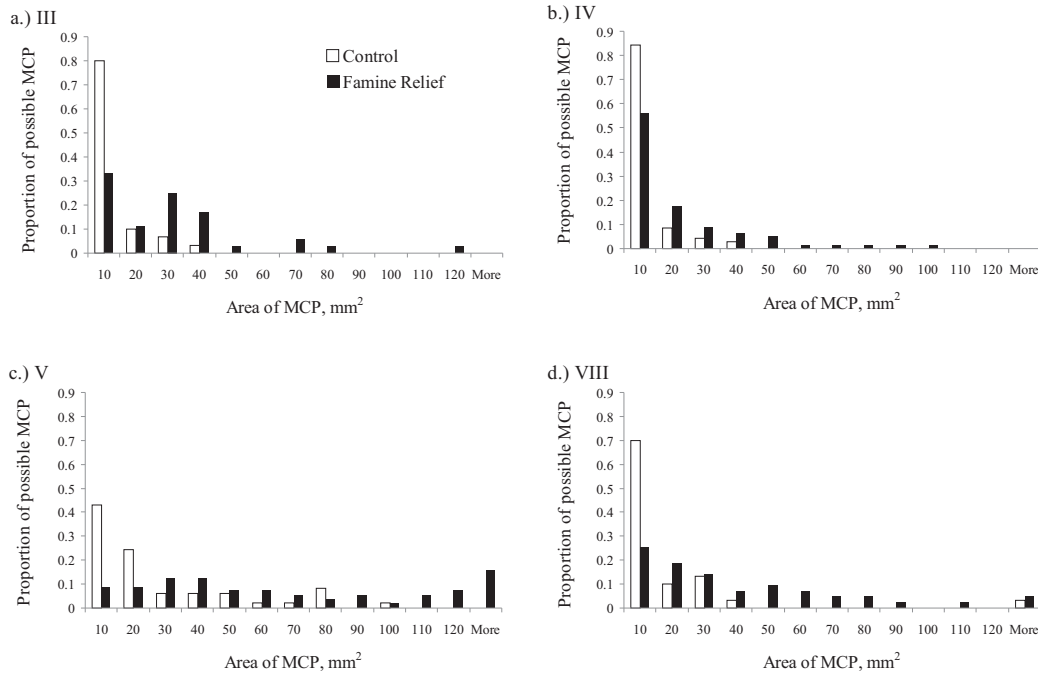 a.) III
Proportion of possible MCP
0.9
0.8
0.7
0.6
0.5
0.4
0.3
0.2
0.1
0
Control
Famine Relief
10 20 30 40 50 60 70 80 90 100 110 120 More
Area of MCP, mm²
b.) IV
Proportion of possible MCP
0.9
0.8
0.7
0.6
0.5
0.4
0.3
0.2
0.1
0
10 20 30 40 50 60 70 80 90 100 110 120 More
Area of MCP, mm²
c.) V
Proportion of possible MCP
0.9
0.8
0.7
0.6
0.5
0.4
0.3
0.2
0.1
0
10 20 30 40 50 60 70 80 90 100 110 120 More
Area of MCP, mm²
d.) VIII
Proportion of possible MCP
0.9
0.8
0.7
0.6
0.5
0.4
0.3
0.2
0.1
0
10 20 30 40 50 60 70 80 90 100 110 120 More
Area of MCP, mm²